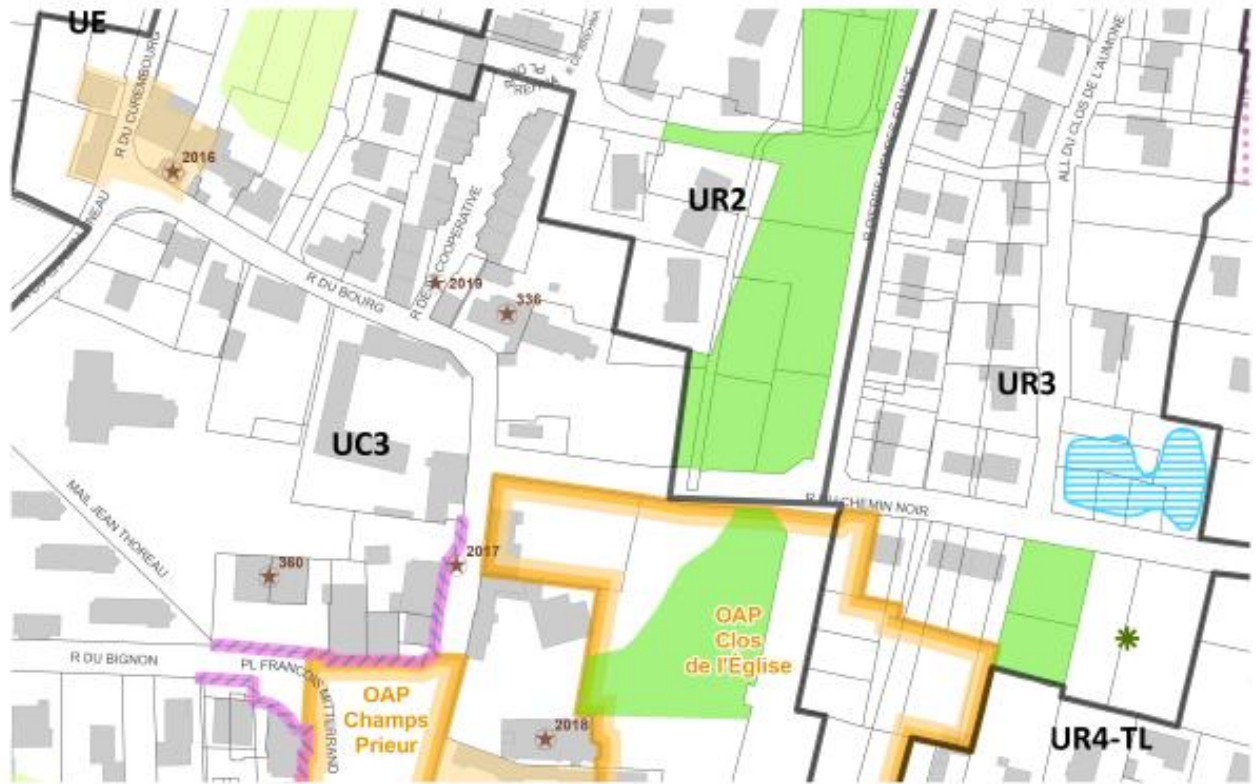 UE
R DU CUREMBOURG
2016
R DU BOURG
R DE
COOPERATIVE
2019
336
UR2
ALL DU CLOS DE L'AUMONE
UR3
UC3
R DU CHEMIN NOIR
MAIL JEAN THOREAU
360
2017
OAP
Clos
de l'Église
R DU BIGNON
PL FRANÇOIS MITTERRAND
OAP
Champs
Prieur
2018
UR4-TL